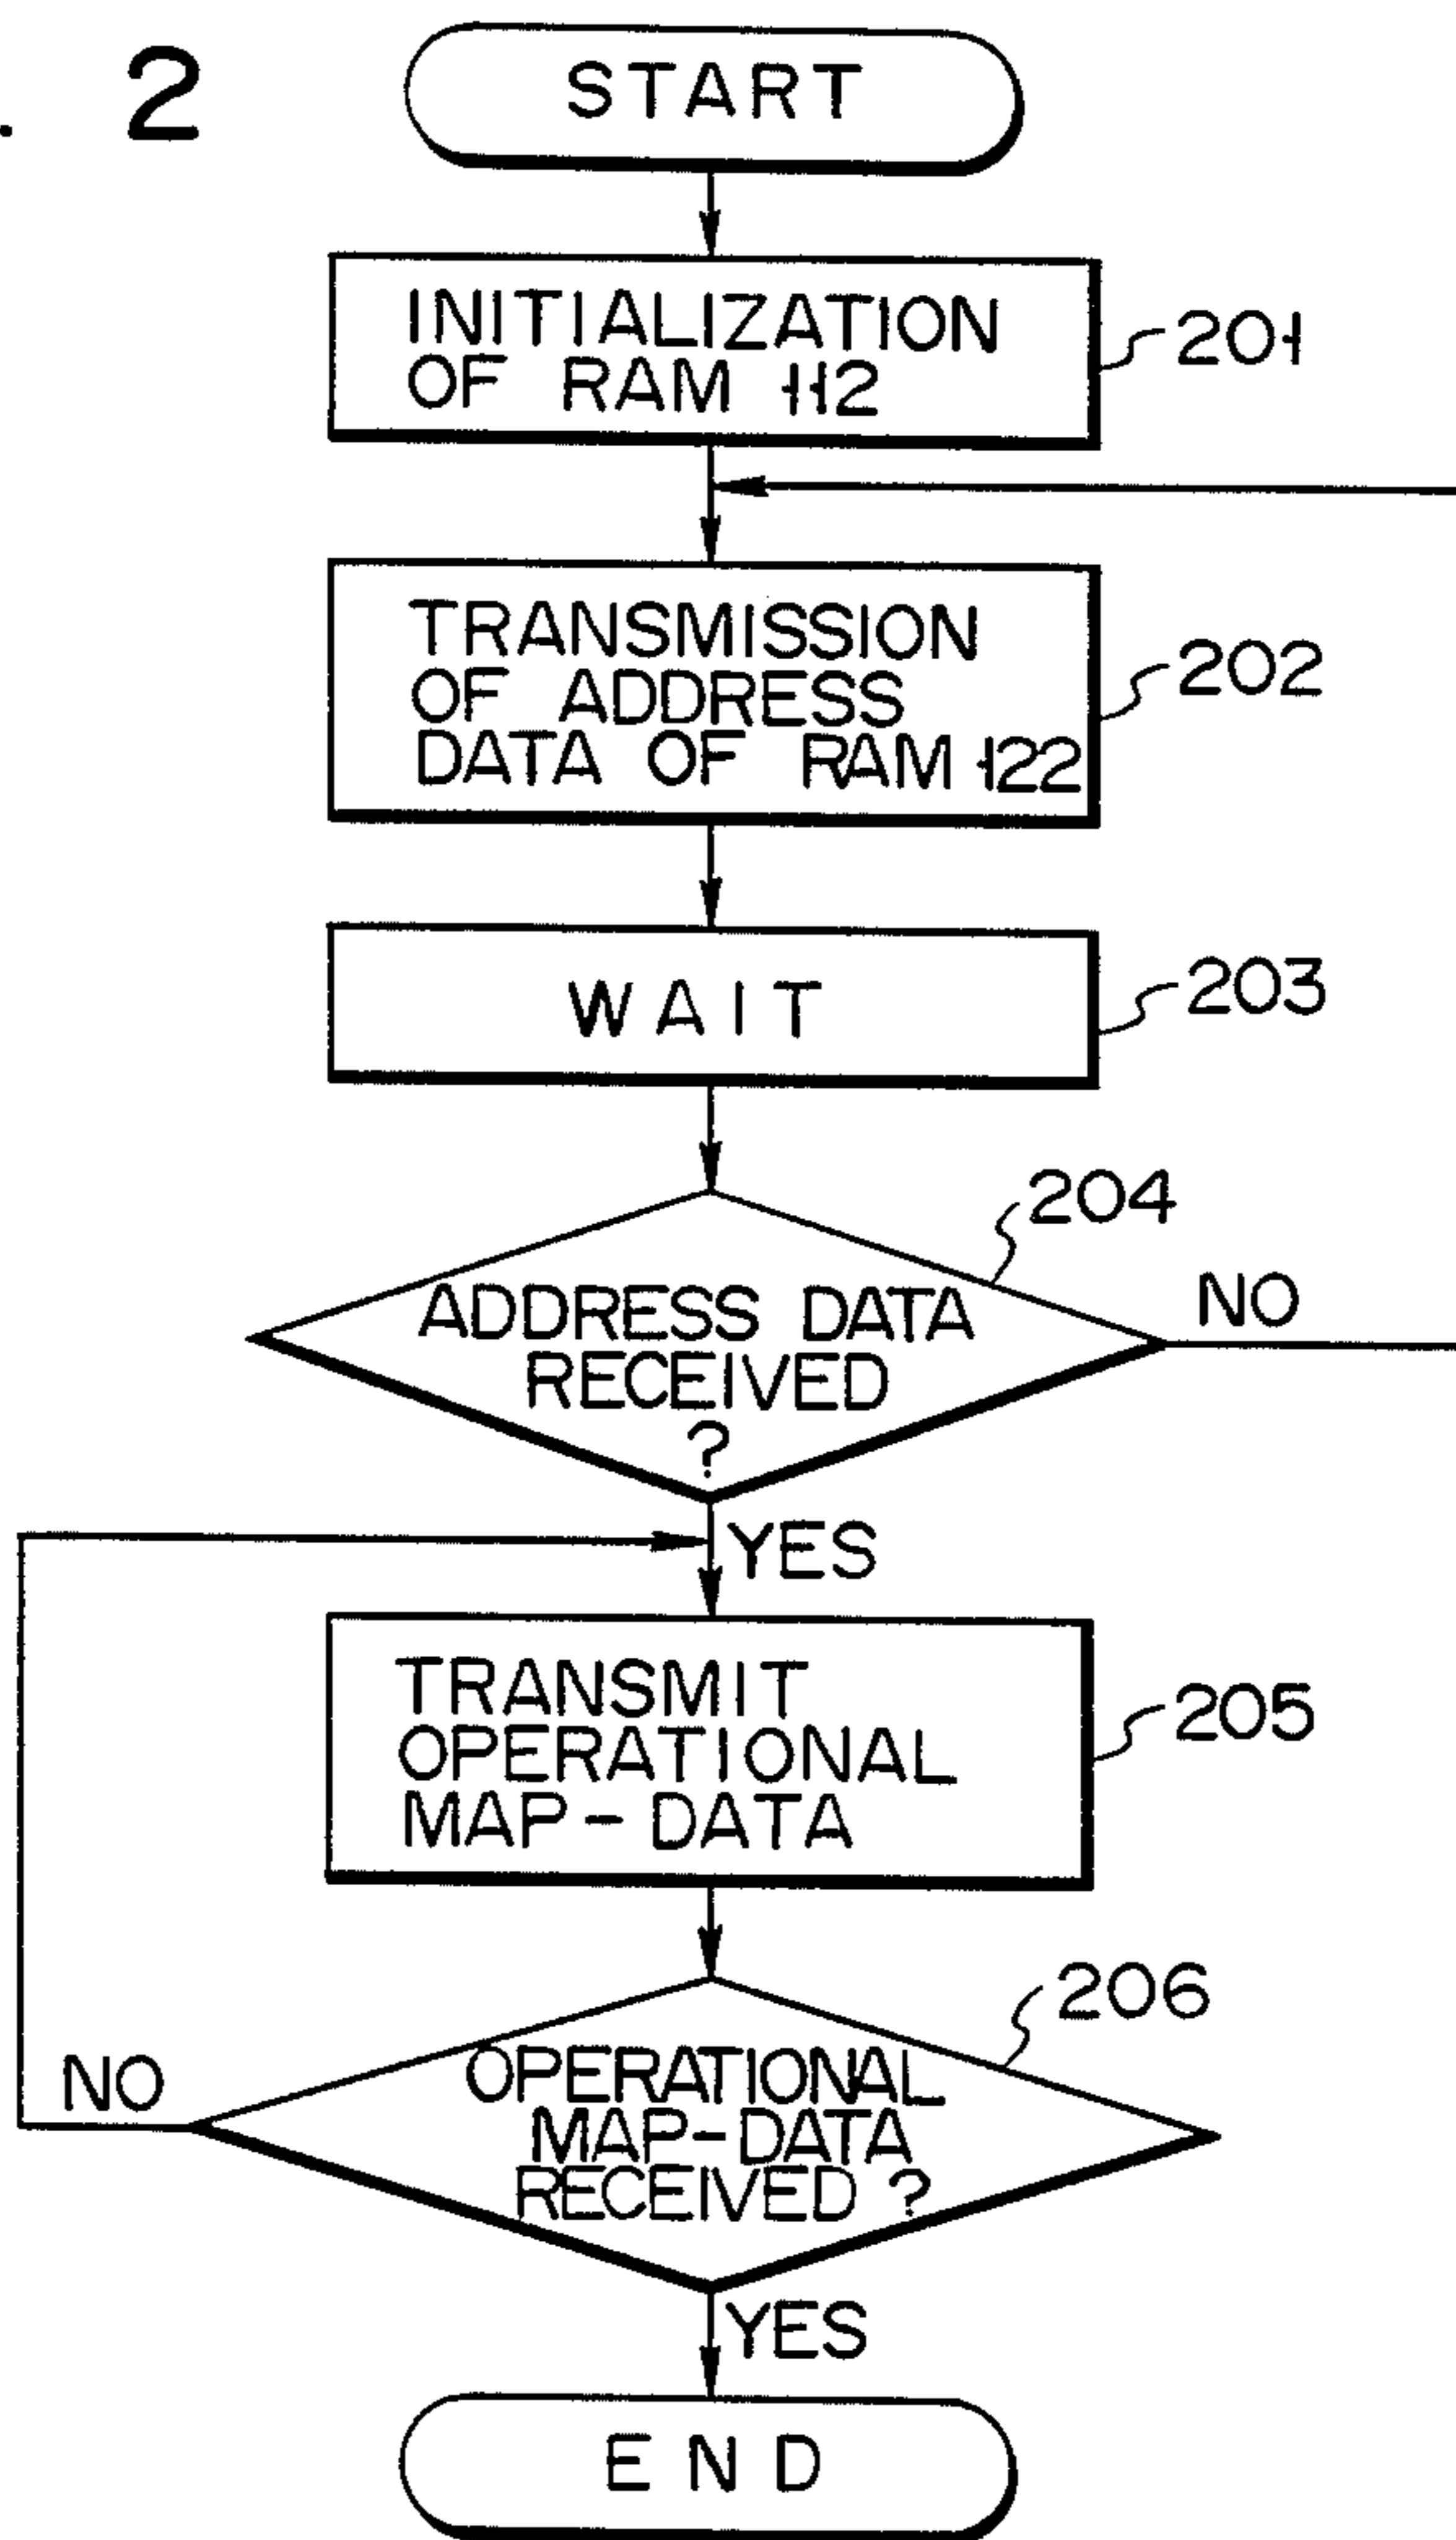 . 2
START
INITIALIZATION
OF RAM 112
201
TRANSMISSION
OF ADDRESS
DATA OF RAM 122
202
WAIT
203
204
ADDRESS DATA
RECEIVED
?
NO
YES
TRANSMIT
OPERATIONAL
MAP-DATA
205
206
OPERATIONAL
MAP-DATA
RECEIVED ?
NO
YES
END